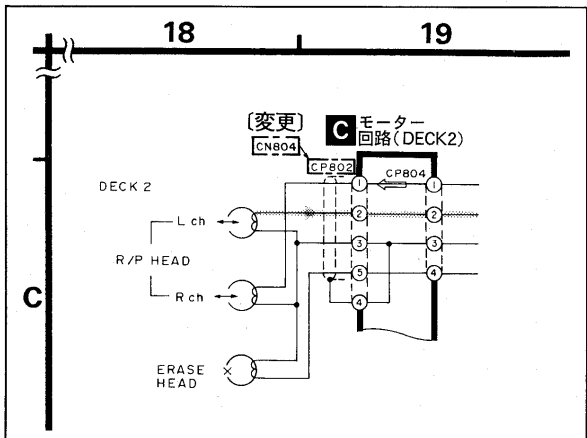 18
19
〔変更〕
C
モーター
回路(DECK2)
CN804
CP802
CP804
DECK 2
① ①
L ch
② ②
R/P HEAD
③ ③
C
R ch
⑤ ④
④
ERASE
HEAD